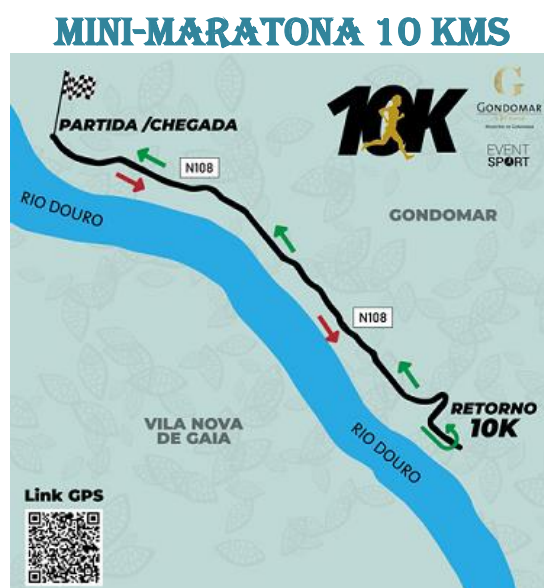 MINI-MARATONA 10 KMS
10K
G
GONDOMAR
EVENT
SPORT
PARTIDA /CHEGADA
N108
RIO DOURO
GONDOMAR
N108
VILA NOVA
DE GAIA
RETORNO
10K
RIO DOURO
Link GPS